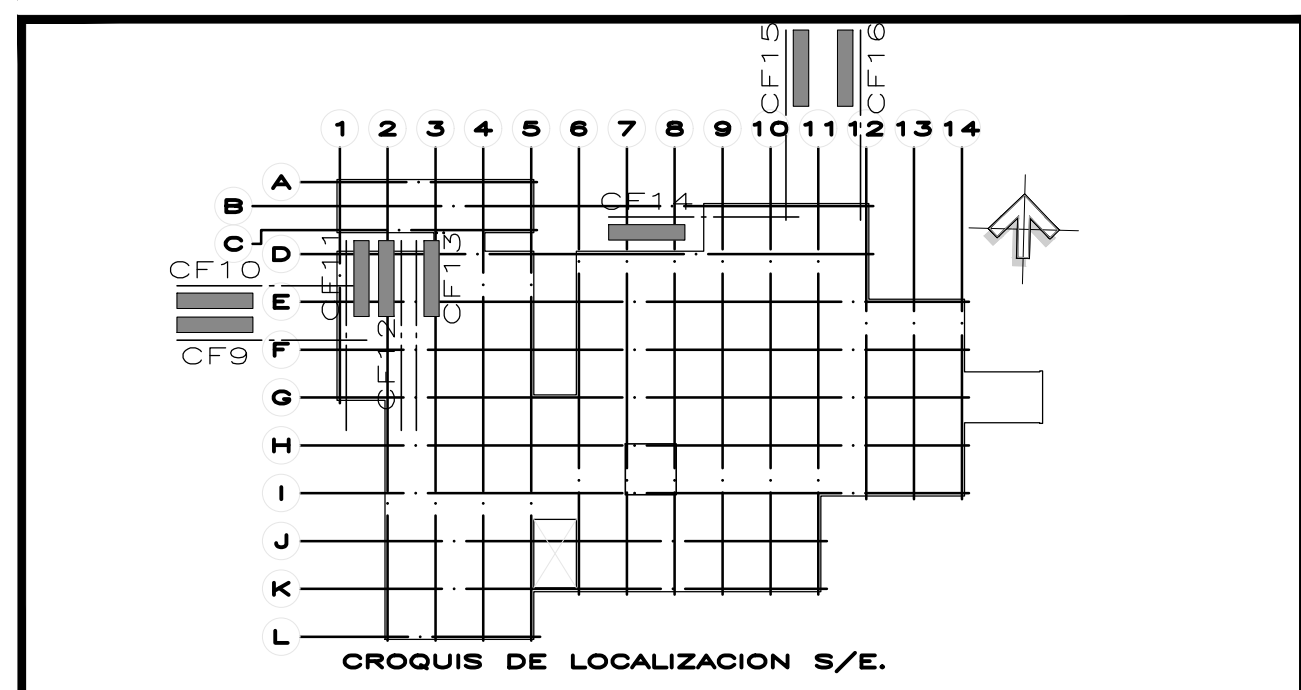 CF15
CF16
1 2 3 4 5 6 7 8 9 10 11 12 13 14
A
B
CF14
C
D
CF11
CF13
CF10
E
CF9
F
CF12
G
H
I
J
K
L
CROQUIS DE LOCALIZACION S/E.